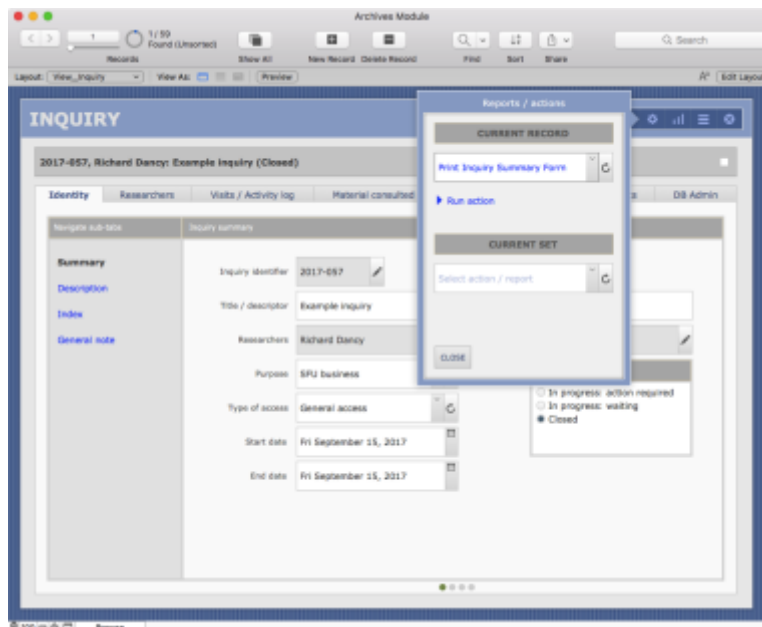 Archives Module
1
1/59
Found (Unsorted)
Records
Show All
New Record
Delete Record
Find
Sort
Share
Search
Layout: View_Inquiry
View As:
Preview
Edit Layou
INQUIRY
2017-057, Richard Dancy: Example inquiry (Closed)
Identity
Researchers
Visits / Activity log
Material consulted
DB Admin
Navigate sub-tabs
Summary
Description
Index
General note
Inquiry summary
Inquiry identifier 2017-057
Title / descriptor Example inquiry
Researchers Richard Dancy
Purpose SFU business
Type of access General access
Start date Fri September 15, 2017
End date Fri September 15, 2017
In progress: action required
In progress: waiting
Closed
Reports / actions
CURRENT RECORD
Print Inquiry Summary Form
Run action
CURRENT SET
Select action / report
CLOSE